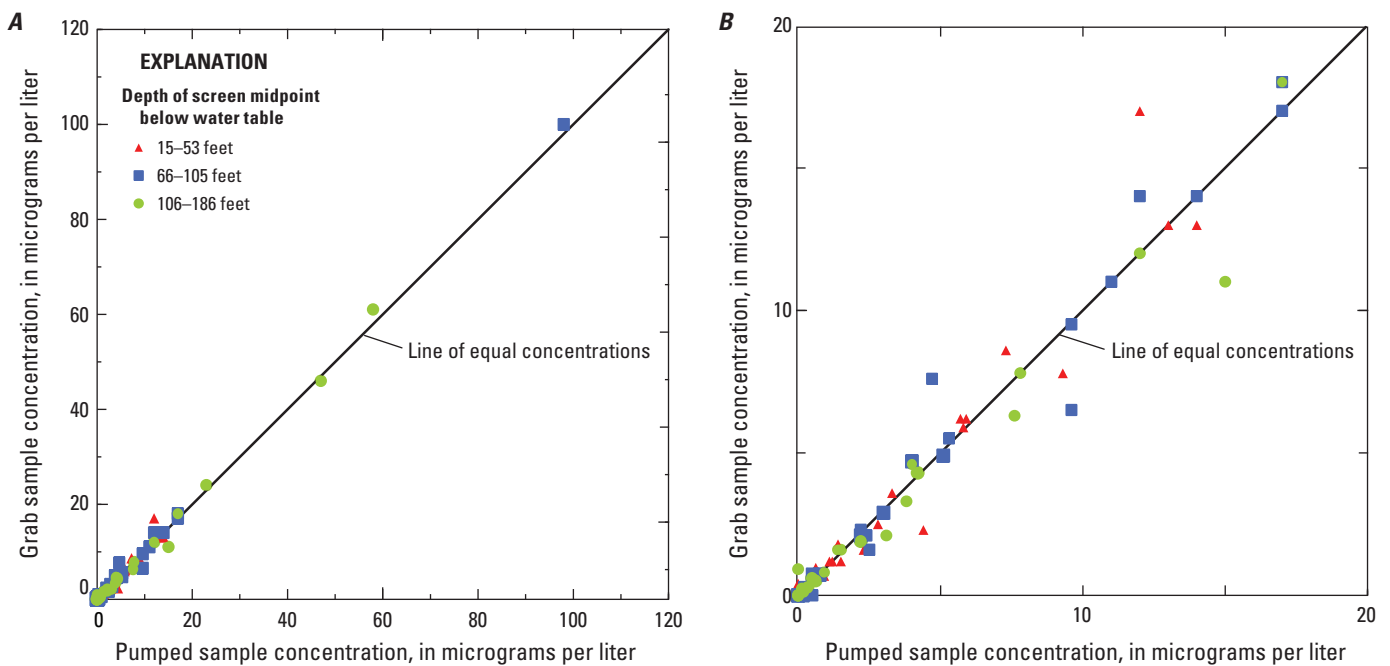 A
120
100
80
60
40
20
0
0
20
40
60
80
100
120
Grab sample concentration, in micrograms per liter
Pumped sample concentration, in micrograms per liter
EXPLANATION
Depth of screen midpoint
below water table
15–53 feet
66–105 feet
106–186 feet
Line of equal concentrations
B
20
10
0
0
10
20
Grab sample concentration, in micrograms per liter
Pumped sample concentration, in micrograms per liter
Line of equal concentrations